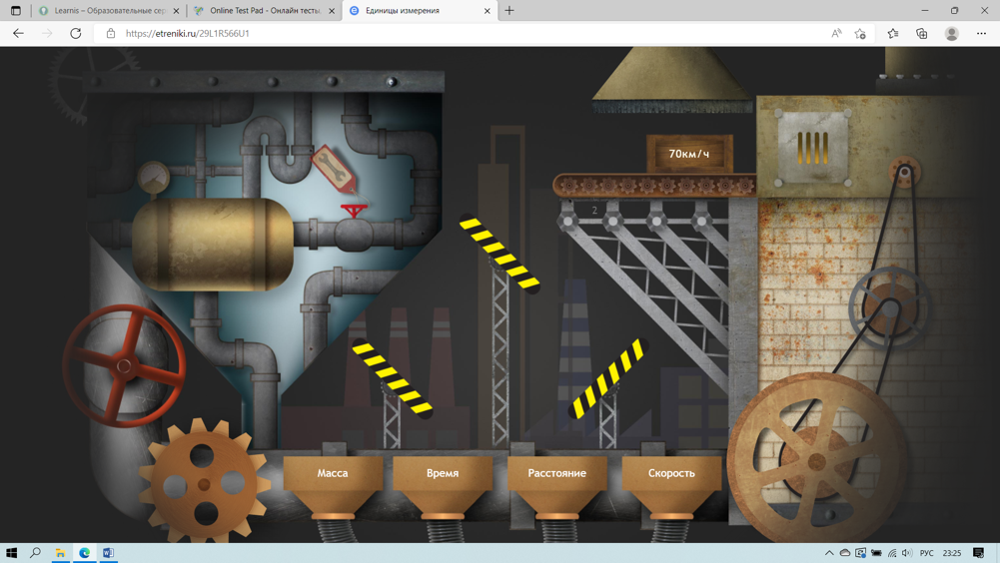 Learnis – Образовательные сер
Online Test Pad - Онлайн тесты,
Единицы измерения
https://etreniki.ru/29L1R566U1
70км/ч
2
Масса
Время
Расстояние
Скорость
РУС
23:25